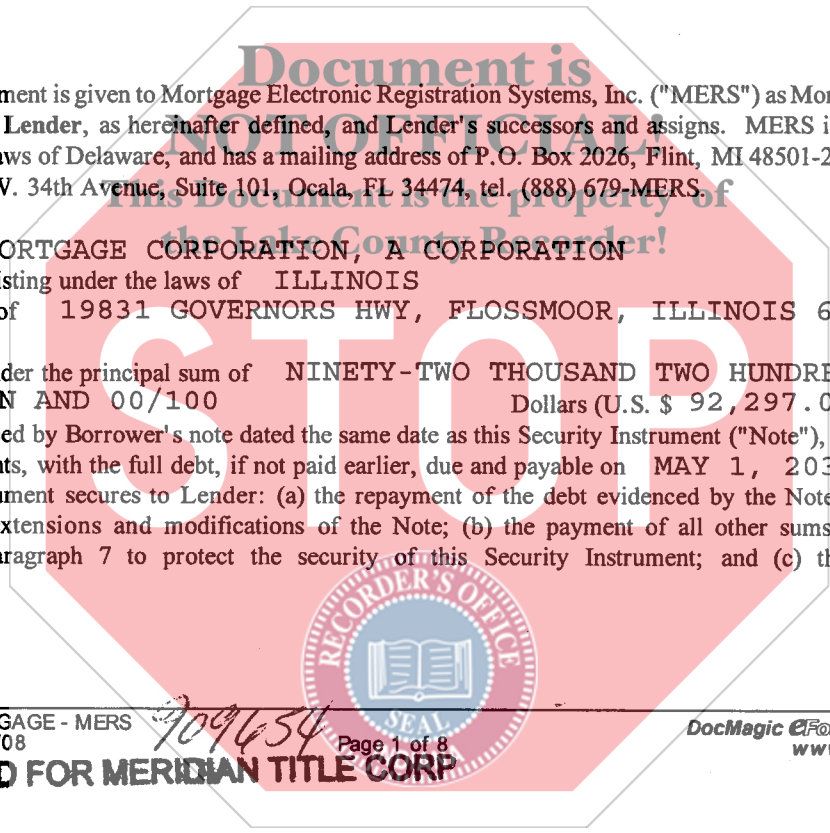 Document is
ment is given to Mortgage Electronic Registration Systems, Inc. ("MERS") as Mor
NOT OFFICIAL!
Lender, as hereinafter defined, and Lender's successors and assigns. MERS i
aws of Delaware, and has a mailing address of P.O. Box 2026, Flint, MI 48501-2
W. 34th Avenue, Suite 101, Ocala, FL 34474, tel. (888) 679-MERS.
This Document is the property of
the Lake County Recorder!
ORTGAGE CORPORATION, A CORPORATION
isting under the laws of ILLINOIS
of 19831 GOVERNORS HWY, FLOSSMOOR, ILLINOIS 6
STOP
der the principal sum of NINETY-TWO THOUSAND TWO HUNDRE
N AND 00/100 Dollars (U.S. $ 92,297.0
ed by Borrower's note dated the same date as this Security Instrument ("Note"),
nts, with the full debt, if not paid earlier, due and payable on MAY 1, 203
ument secures to Lender: (a) the repayment of the debt evidenced by the Note
xtensions and modifications of the Note; (b) the payment of all other sums
aragraph 7 to protect the security of this Security Instrument; and (c) th
RECORDER'S OFFICE
SEAL
GAGE - MERS
909654
DocMagic eFo
/08
Page 1 of 8
www
D FOR MERIDIAN TITLE CORP